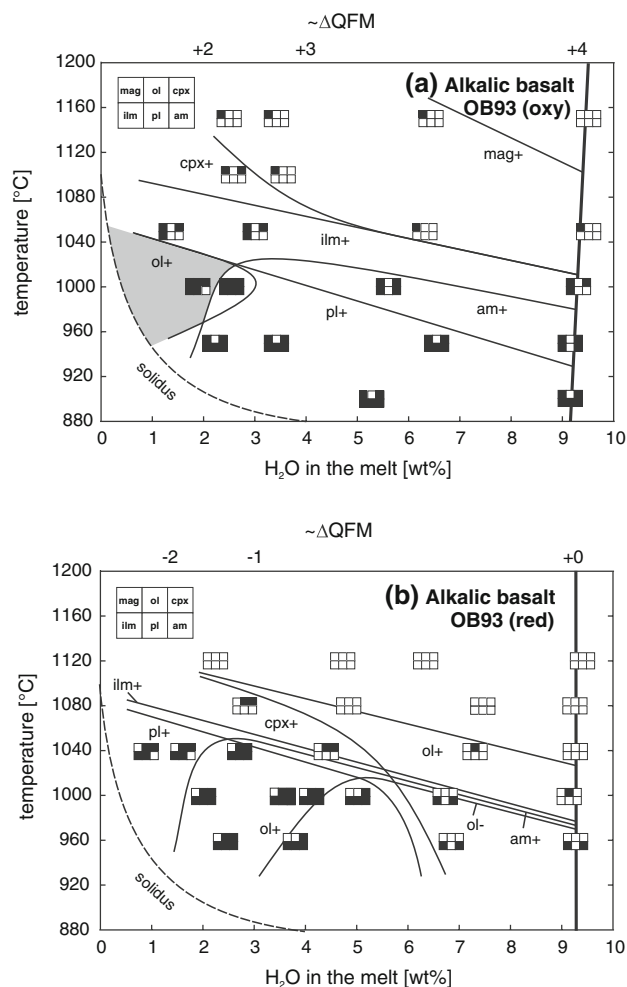 ~ΔQFM
+2 +3 +4
1200
1160
1120
1080
1040
1000
960
920
880
temperature [°C]
mag ol cpx
ilm pl am
(a) Alkalic basalt
OB93 (oxy)
cpx+
mag+
ilm+
ol+
am+
pl+
solidus
0 1 2 3 4 5 6 7 8 9 10
H₂O in the melt [wt%]
~ΔQFM
-2 -1 +0
1200
1160
1120
1080
1040
1000
960
920
880
temperature [°C]
mag ol cpx
ilm pl am
(b) Alkalic basalt
OB93 (red)
ilm+
cpx+
pl+
ol+
ol+
ol-
am+
solidus
0 1 2 3 4 5 6 7 8 9 10
H₂O in the melt [wt%]